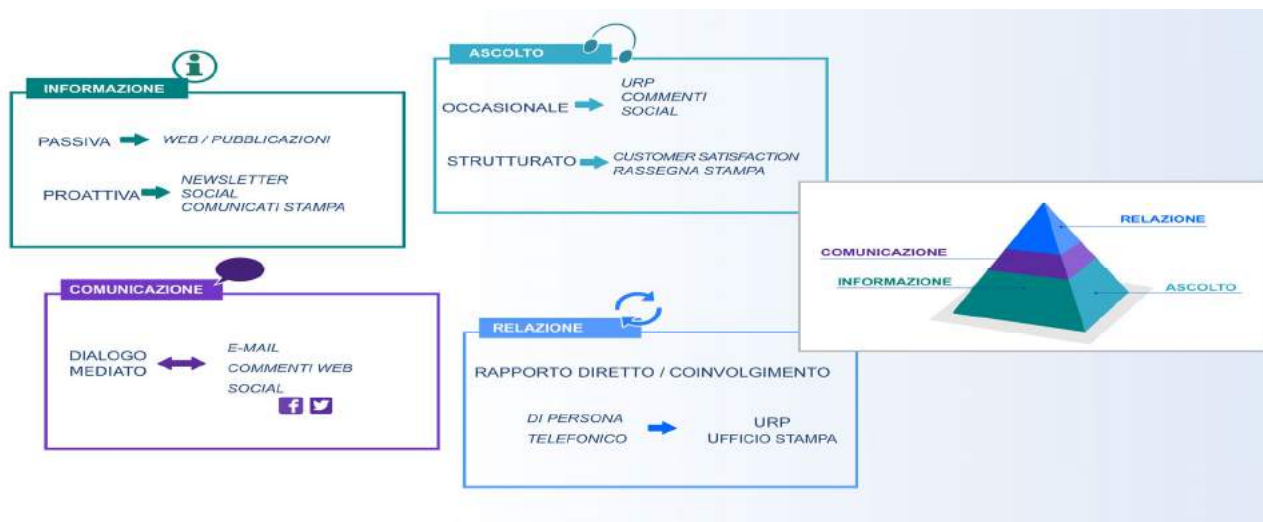 INFORMAZIONE
PASSIVA
WEB / PUBBLICAZIONI
PROATTIVA
NEWSLETTER
SOCIAL
COMUNICATI STAMPA
ASCOLTO
OCCASIONALE
URP
COMMENTI
SOCIAL
STRUTTURATO
CUSTOMER SATISFACTION
RASSEGNA STAMPA
COMUNICAZIONE
DIALOGO
MEDIATO
E-MAIL
COMMENTI WEB
SOCIAL
RELAZIONE
RAPPORTO DIRETTO / COINVOLGIMENTO
DI PERSONA
TELEFONICO
URP
UFFICIO STAMPA
RELAZIONE
COMUNICAZIONE
INFORMAZIONE
ASCOLTO